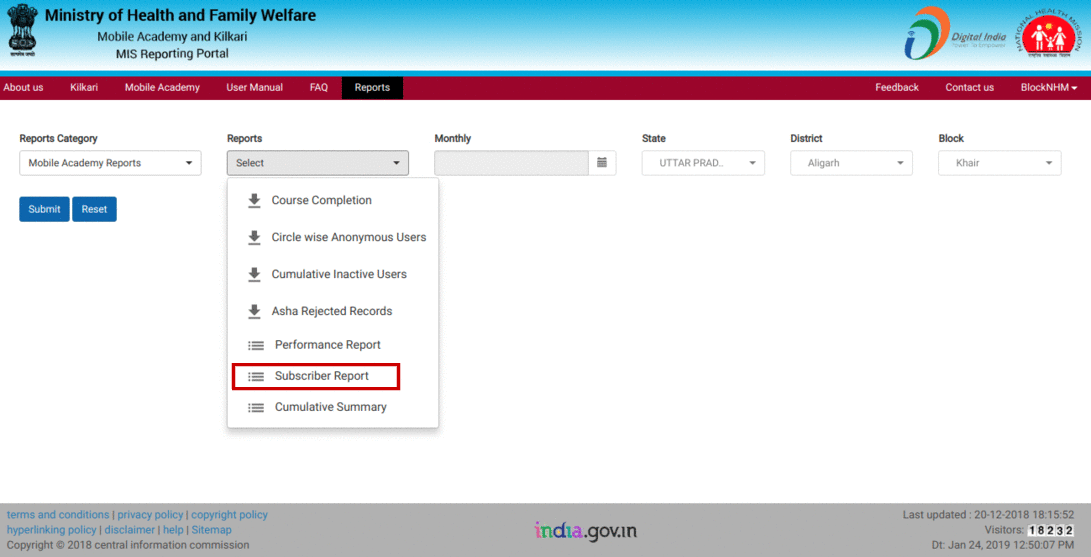 Ministry of Health and Family Welfare
Mobile Academy and Kilkari
MIS Reporting Portal
Digital India
Power To Empower
NATIONAL HEALTH MISSION
About us Kilkari Mobile Academy User Manual FAQ Reports Feedback Contact us BlockNHM
Reports Category Reports Monthly State District Block
Mobile Academy Reports Select UTTAR PRAD.. Aligarh Khair
Submit Reset
Course Completion
Circle wise Anonymous Users
Cumulative Inactive Users
Asha Rejected Records
Performance Report
Subscriber Report
Cumulative Summary
terms and conditions | privacy policy | copyright policy
hyperlinking policy | disclaimer | help | Sitemap
Copyright © 2018 central information commission
india.gov.in
Last updated : 20-12-2018 18:15:52
Visitors: 18232
Dt: Jan 24, 2019 12:50:07 PM